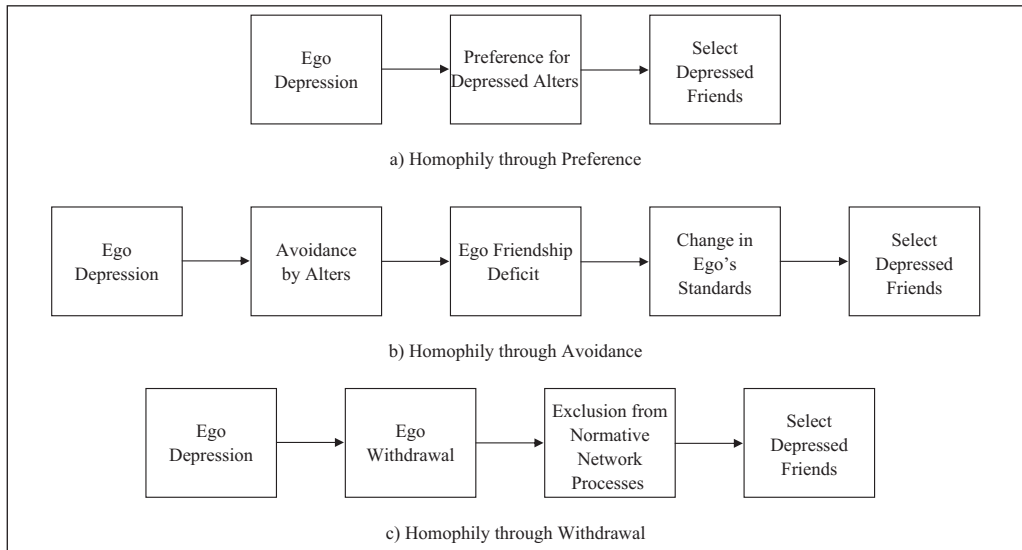 Ego
Depression
Preference for
Depressed Alters
Select
Depressed
Friends
a) Homophily through Preference
Ego
Depression
Avoidance
by Alters
Ego Friendship
Deficit
Change in
Ego’s
Standards
Select
Depressed
Friends
b) Homophily through Avoidance
Ego
Depression
Ego
Withdrawal
Exclusion from
Normative
Network
Processes
Select
Depressed
Friends
c) Homophily through Withdrawal